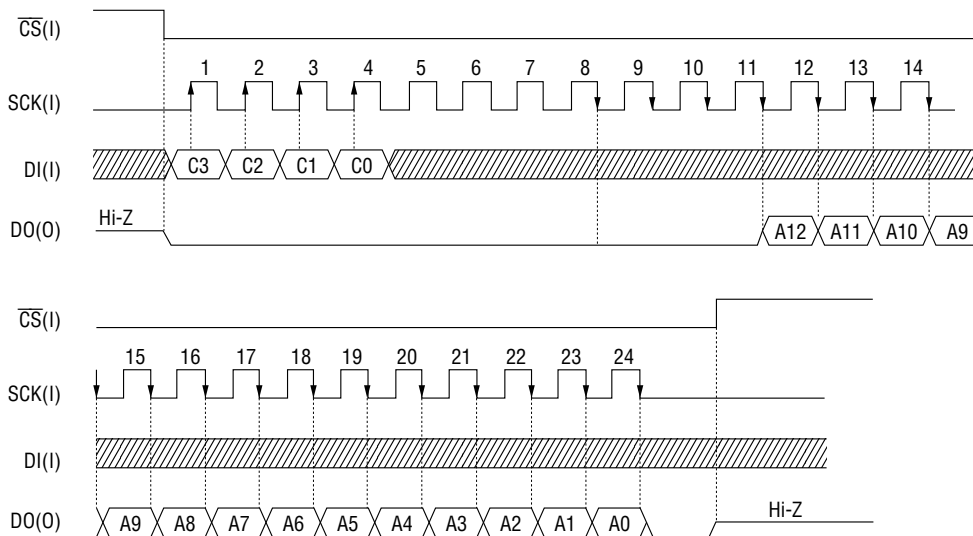 C̅S̅(I)
1 2 3 4 5 6 7 8 9 10 11 12 13 14
SCK(I)
DI(I) C3 C2 C1 C0
Hi-Z
DO(O) A12 A11 A10 A9
C̅S̅(I)
15 16 17 18 19 20 21 22 23 24
SCK(I)
DI(I)
DO(O) A9 A8 A7 A6 A5 A4 A3 A2 A1 A0 Hi-Z